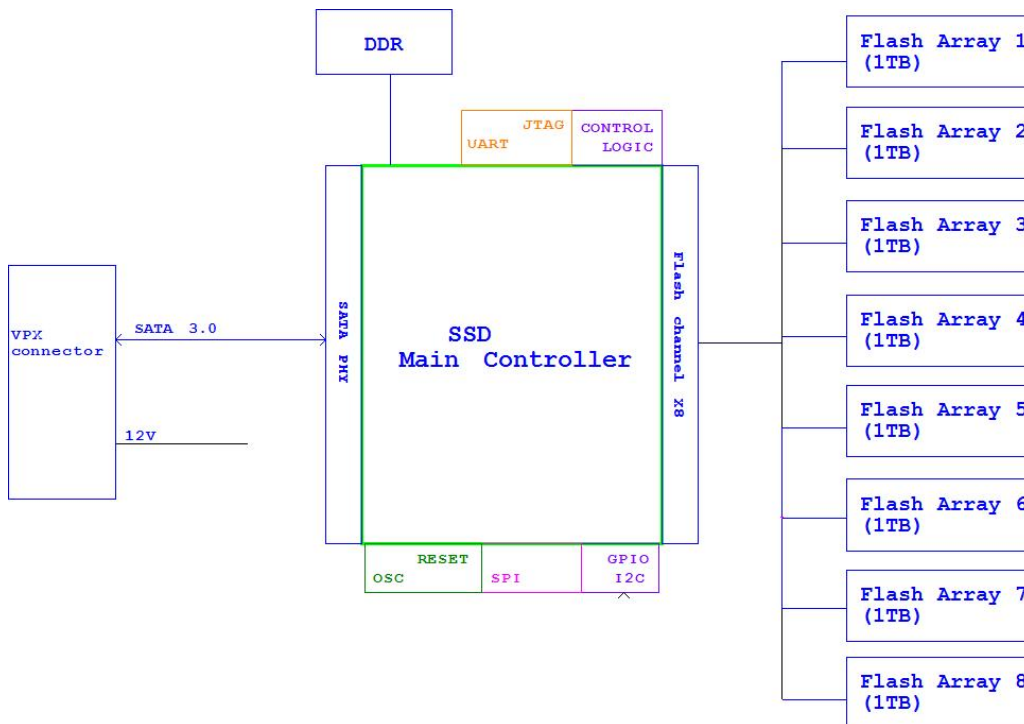 DDR
JTAG
UART
CONTROL
LOGIC
VPX
connector
SATA 3.0
12V
SATA PHY
SSD
Main Controller
Flash channel X8
RESET
OSC
SPI
GPIO
I2C
Flash Array 1
(1TB)
Flash Array 2
(1TB)
Flash Array 3
(1TB)
Flash Array 4
(1TB)
Flash Array 5
(1TB)
Flash Array 6
(1TB)
Flash Array 7
(1TB)
Flash Array 8
(1TB)